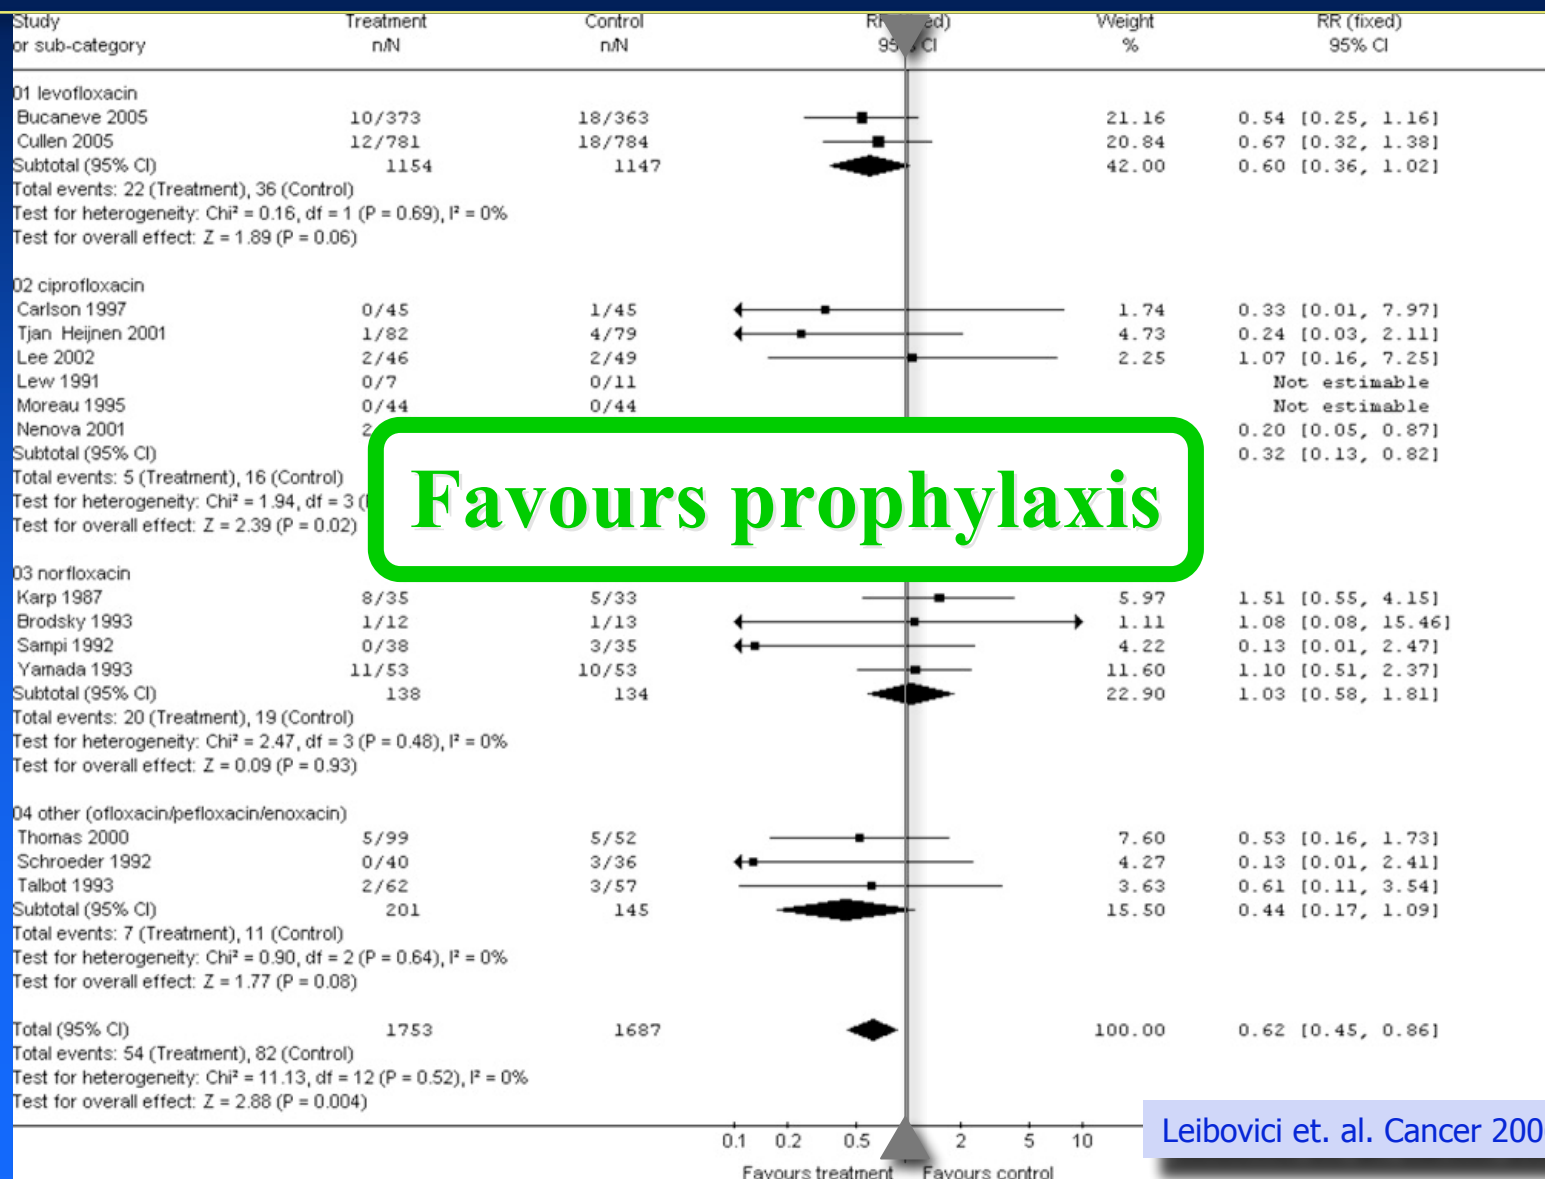 Study Treatment Control RR (fixed) Weight RR (fixed)
or sub-category n/N n/N 95% CI % 95% CI
01 levofloxacin
Bucaneve 2005 10/373 18/363 21.16 0.54 [0.25, 1.16]
Cullen 2005 12/781 18/784 20.84 0.67 [0.32, 1.38]
Subtotal (95% CI) 1154 1147 42.00 0.60 [0.36, 1.02]
Total events: 22 (Treatment), 36 (Control)
Test for heterogeneity: Chi² = 0.16, df = 1 (P = 0.69), I² = 0%
Test for overall effect: Z = 1.89 (P = 0.06)
02 ciprofloxacin
Carlson 1997 0/45 1/45 1.74 0.33 [0.01, 7.97]
Tjan Heijnen 2001 1/82 4/79 4.73 0.24 [0.03, 2.11]
Lee 2002 2/46 2/49 2.25 1.07 [0.16, 7.25]
Lew 1991 0/7 0/11 Not estimable
Moreau 1995 0/44 0/44 Not estimable
Nenova 2001 2 0.20 [0.05, 0.87]
Subtotal (95% CI) 0.32 [0.13, 0.82]
Total events: 5 (Treatment), 16 (Control)
Test for heterogeneity: Chi² = 1.94, df = 3 (
Test for overall effect: Z = 2.39 (P = 0.02)
Favours prophylaxis
03 norfloxacin
Karp 1987 8/35 5/33 5.97 1.51 [0.55, 4.15]
Brodsky 1993 1/12 1/13 1.11 1.08 [0.08, 15.46]
Sampi 1992 0/38 3/35 4.22 0.13 [0.01, 2.47]
Yamada 1993 11/53 10/53 11.60 1.10 [0.51, 2.37]
Subtotal (95% CI) 138 134 22.90 1.03 [0.58, 1.81]
Total events: 20 (Treatment), 19 (Control)
Test for heterogeneity: Chi² = 2.47, df = 3 (P = 0.48), I² = 0%
Test for overall effect: Z = 0.09 (P = 0.93)
04 other (ofloxacin/pefloxacin/enoxacin)
Thomas 2000 5/99 5/52 7.60 0.53 [0.16, 1.73]
Schroeder 1992 0/40 3/36 4.27 0.13 [0.01, 2.41]
Talbot 1993 2/62 3/57 3.63 0.61 [0.11, 3.54]
Subtotal (95% CI) 201 145 15.50 0.44 [0.17, 1.09]
Total events: 7 (Treatment), 11 (Control)
Test for heterogeneity: Chi² = 0.90, df = 2 (P = 0.64), I² = 0%
Test for overall effect: Z = 1.77 (P = 0.08)
Total (95% CI) 1753 1687 100.00 0.62 [0.45, 0.86]
Total events: 54 (Treatment), 82 (Control)
Test for heterogeneity: Chi² = 11.13, df = 12 (P = 0.52), I² = 0%
Test for overall effect: Z = 2.88 (P = 0.004)
0.1 0.2 0.5 2 5 10
Favours treatment Favours control
Leibovici et. al. Cancer 200